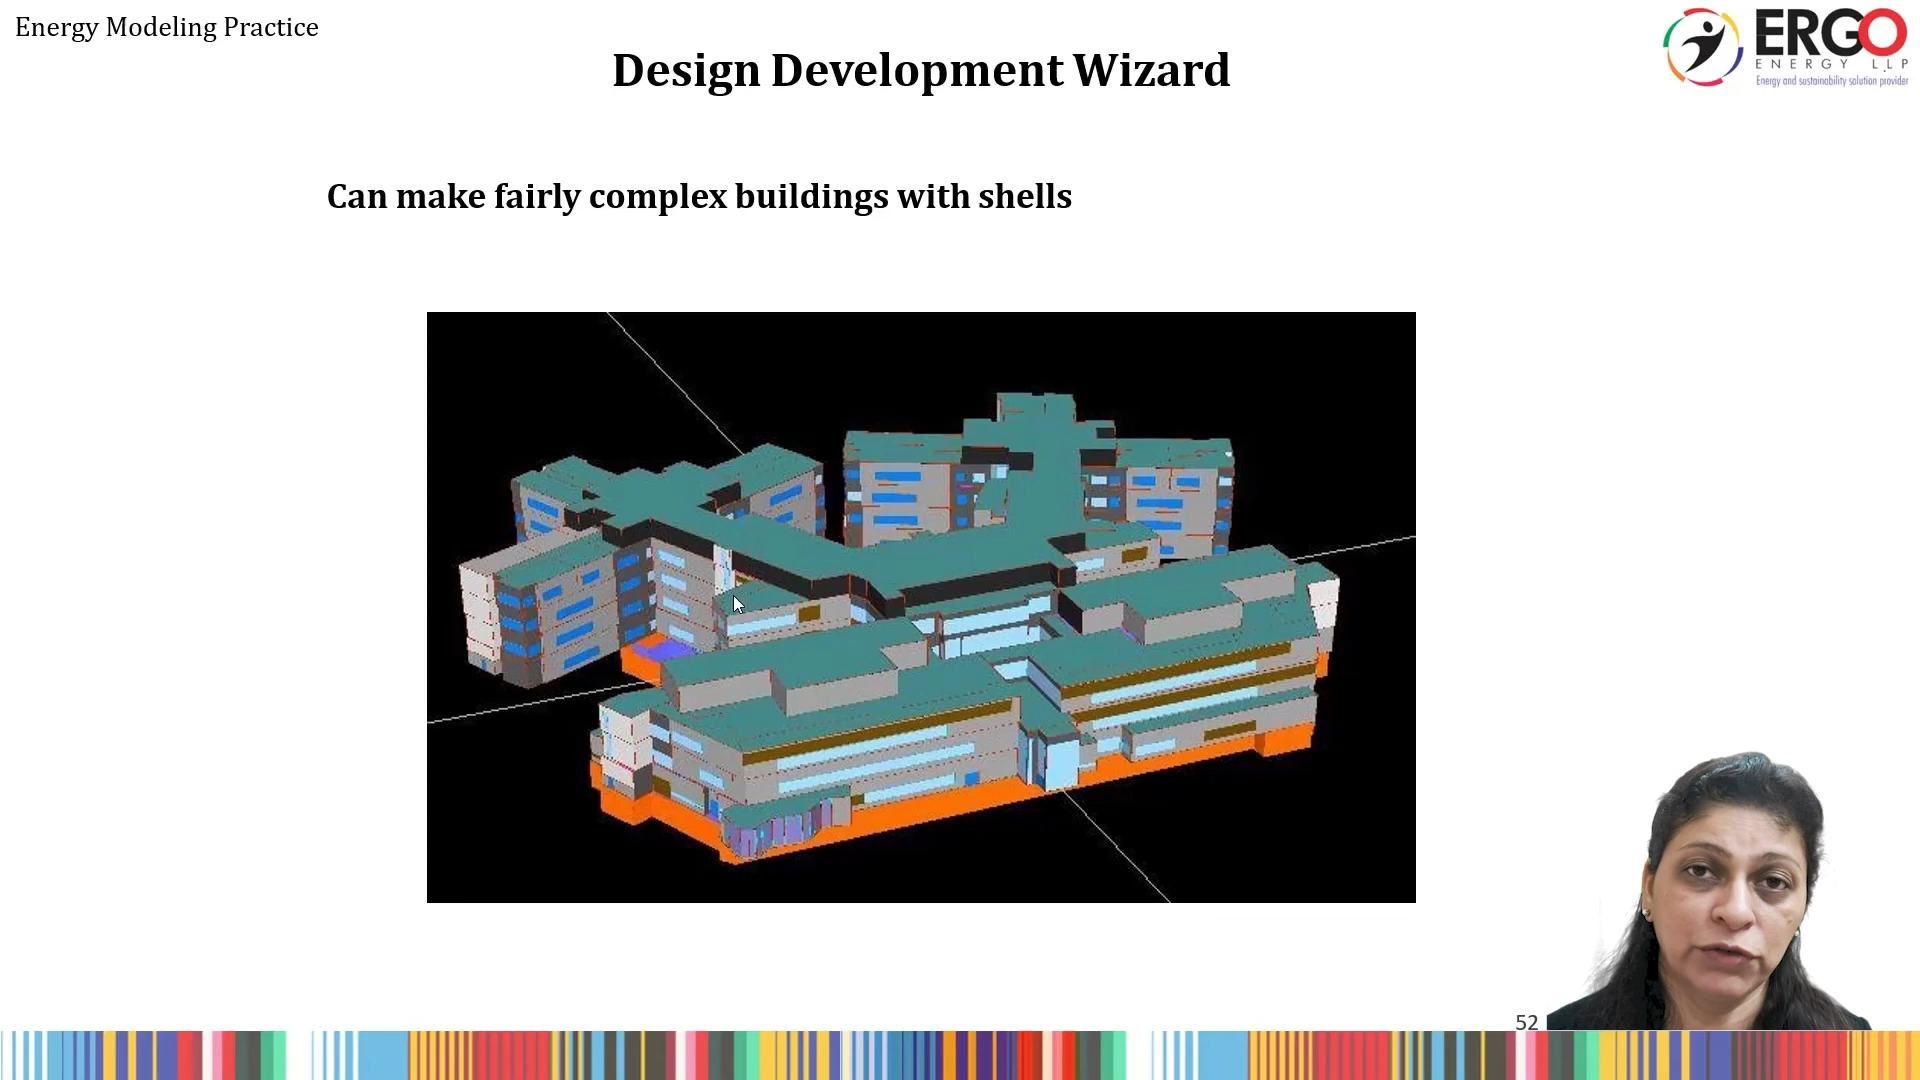 Energy Modeling Practice
Design Development Wizard
ERGO
ENERGY LLP
Energy and sustainability solution provider
Can make fairly complex buildings with shells
52